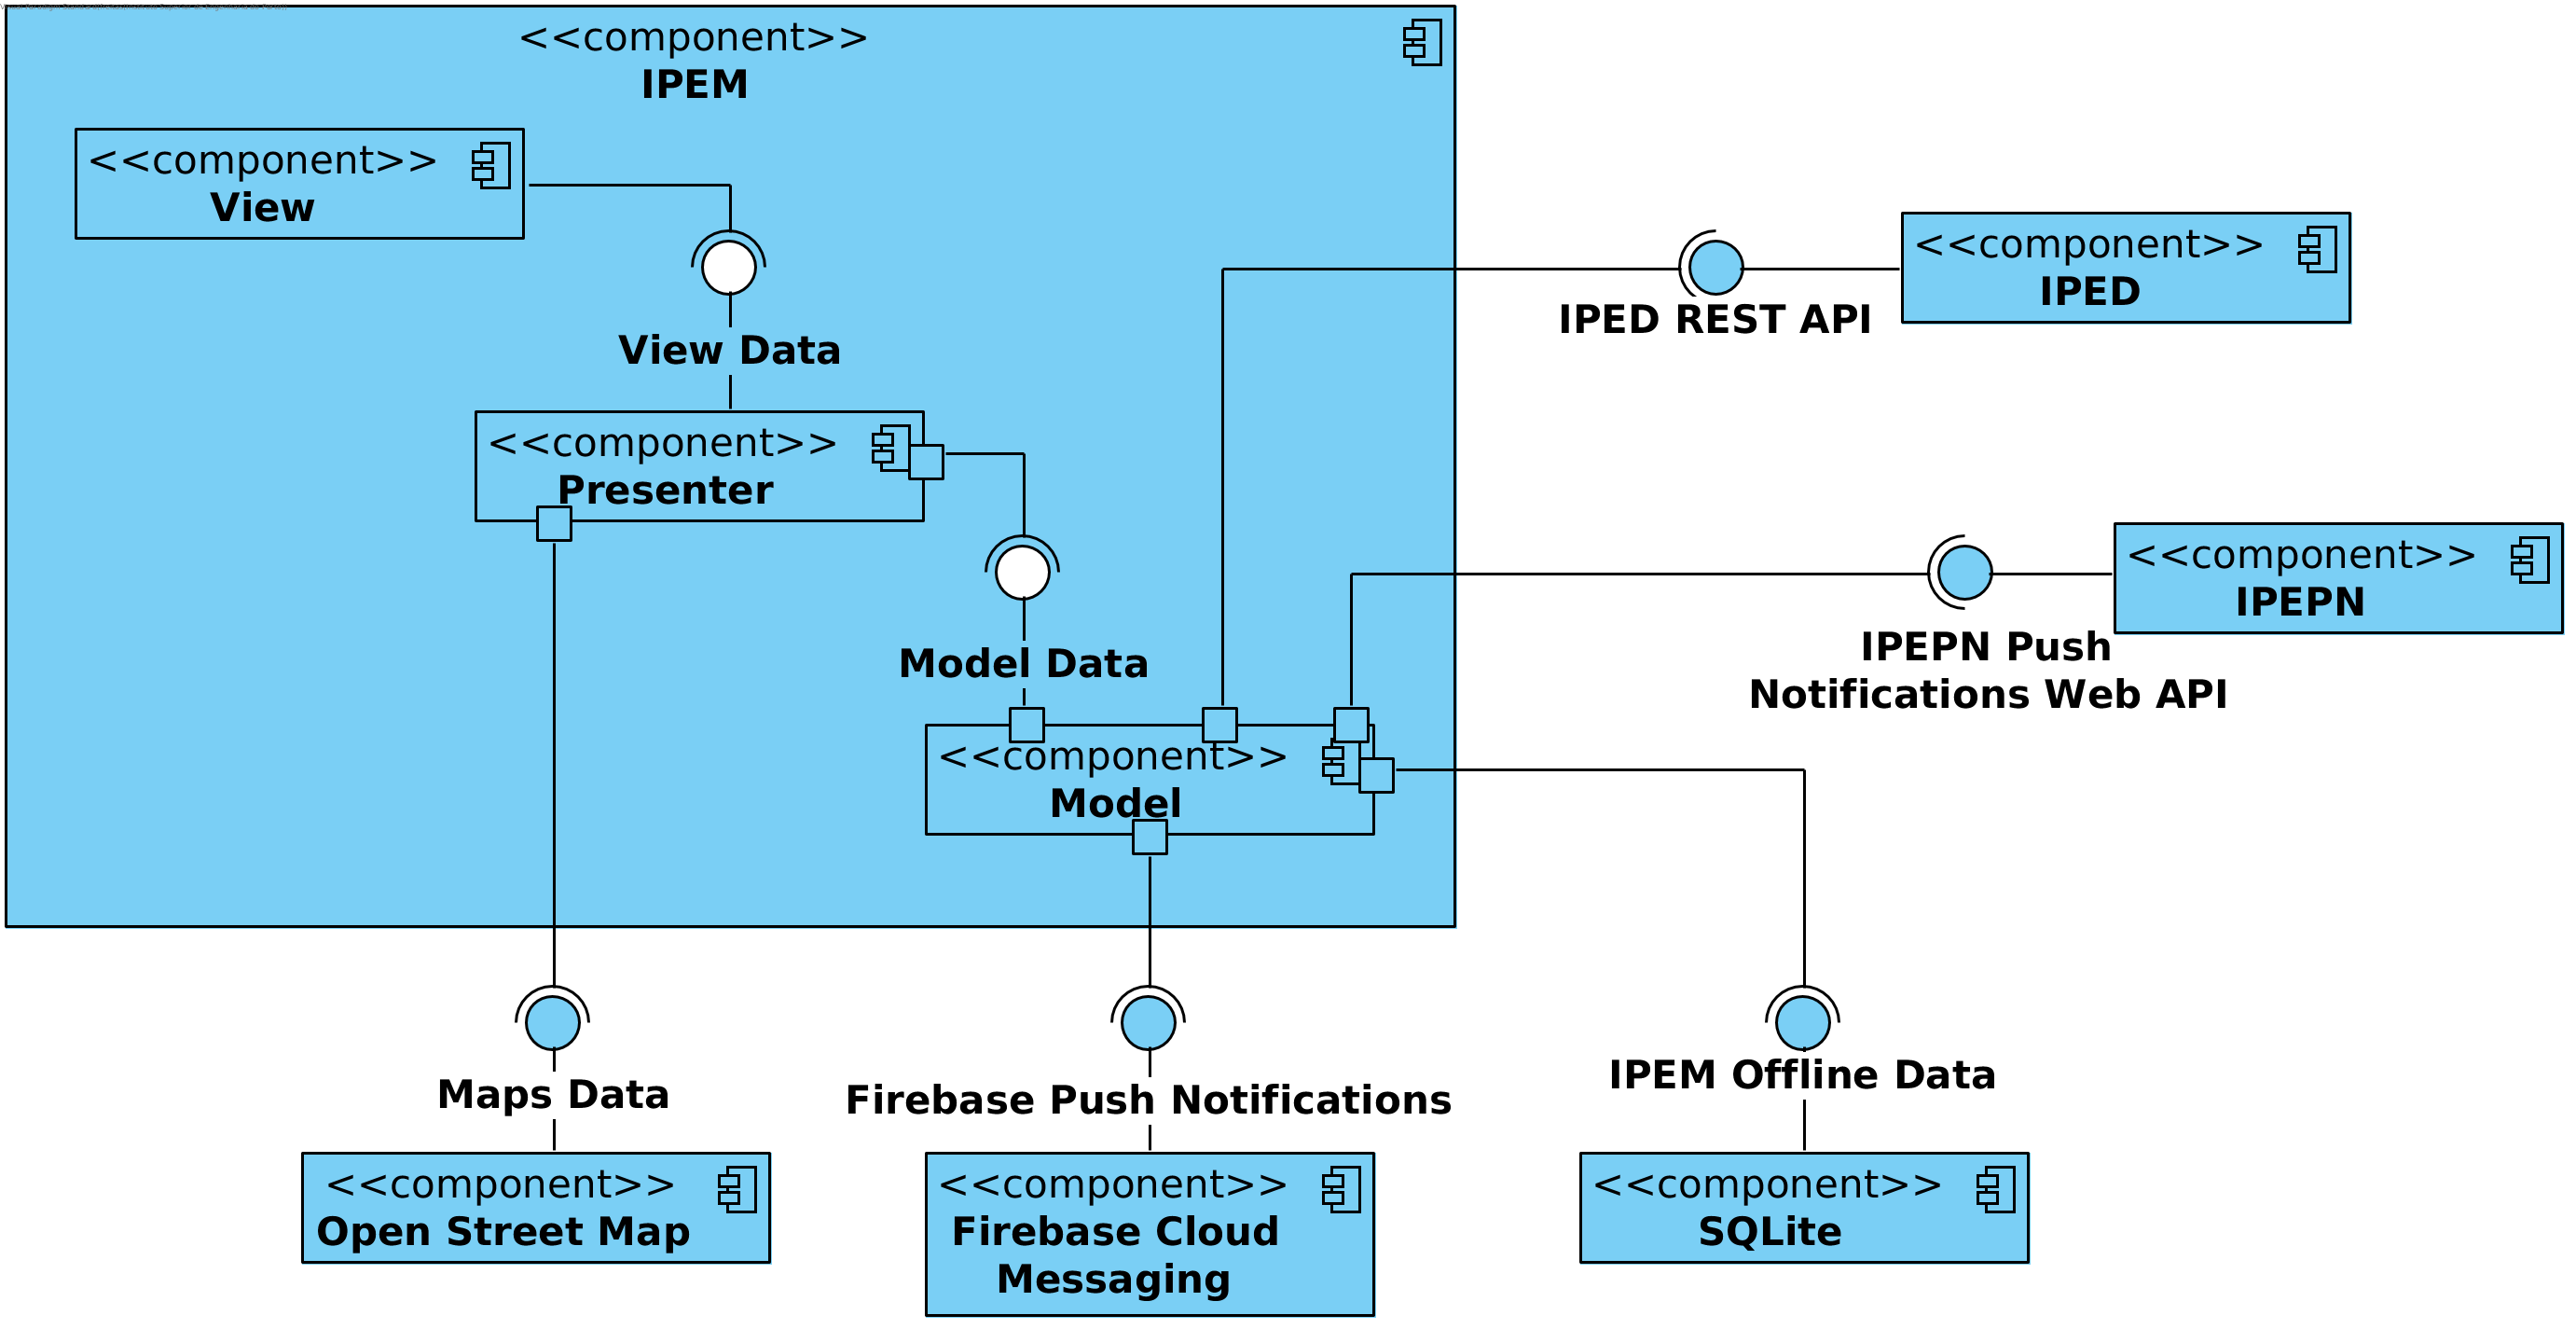 <<component>>
IPEM
<<component>>
View
View Data
<<component>>
IPED
IPED REST API
<<component>>
Presenter
<<component>>
IPEPN
Model Data
IPEPN Push
Notifications Web API
<<component>>
Model
Maps Data
Firebase Push Notifications
IPEM Offline Data
<<component>>
Open Street Map
<<component>>
Firebase Cloud
Messaging
<<component>>
SQLite